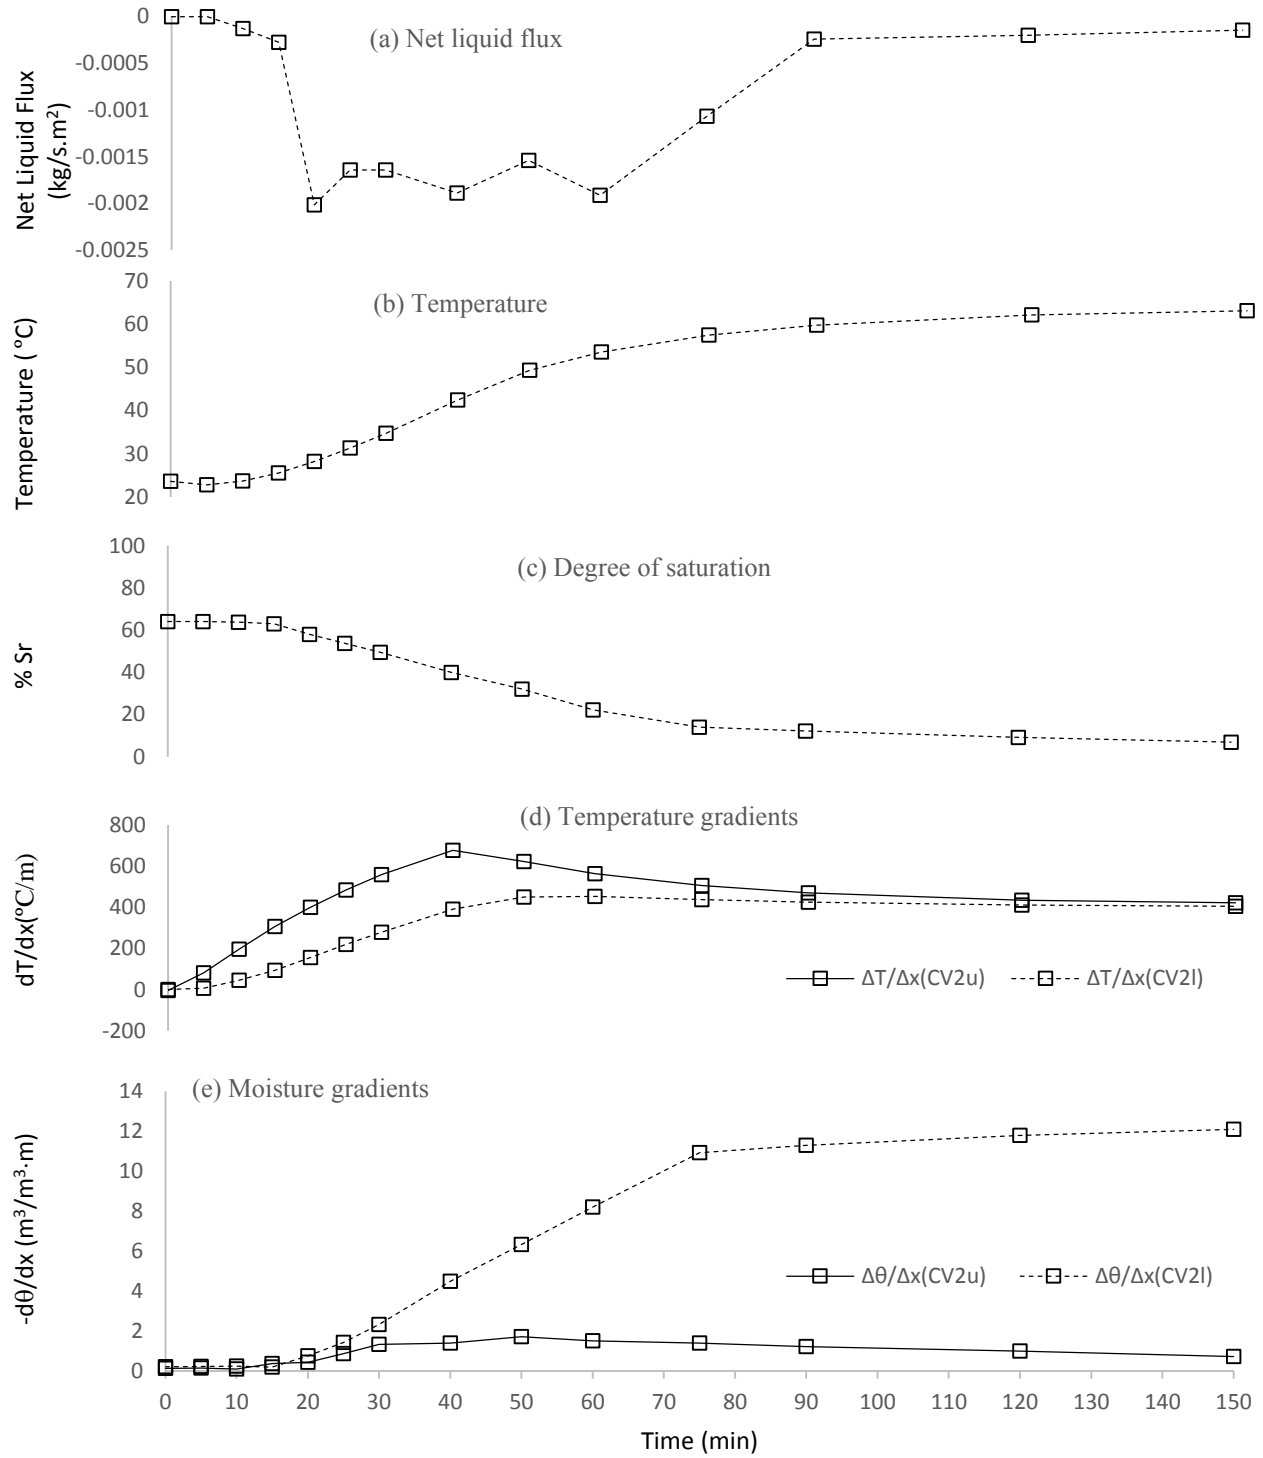 (a) Net liquid flux
Net Liquid Flux
(kg/s.m²)
0
-0.0005
-0.001
-0.0015
-0.002
-0.0025
(b) Temperature
Temperature ( °C)
70
60
50
40
30
20
(c) Degree of saturation
% Sr
100
80
60
40
20
0
(d) Temperature gradients
dT/dx(°C/m)
800
600
400
200
0
-200
ΔT/Δx(CV2u) ΔT/Δx(CV2l)
(e) Moisture gradients
-dθ/dx (m³/m³·m)
14
12
10
8
6
4
2
0
Δθ/Δx(CV2u) Δθ/Δx(CV2l)
0 10 20 30 40 50 60 70 80 90 100 110 120 130 140 150
Time (min)